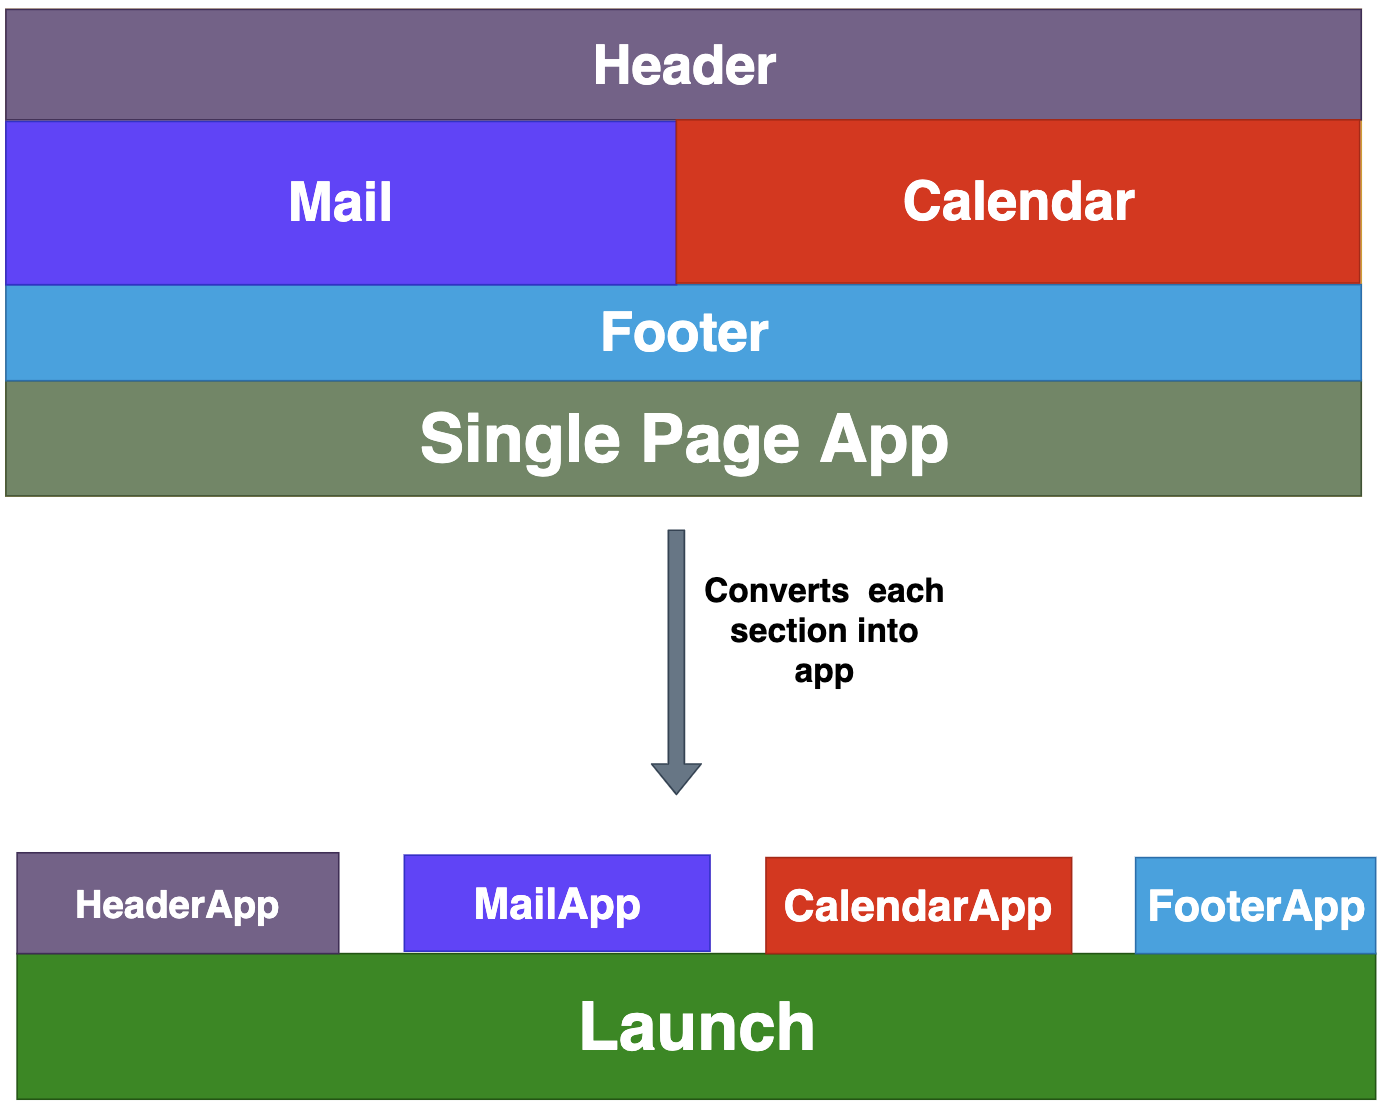 Header
Mail
Calendar
Footer
Single Page App
Converts each
section into
app
HeaderApp
MailApp
CalendarApp
FooterApp
Launch